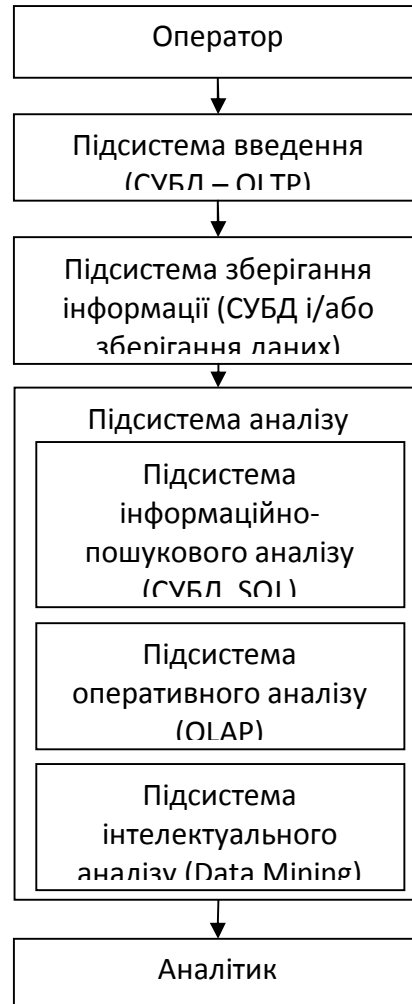 Оператор
Підсистема введення
(СУБД – OLTP)
Підсистема зберігання
інформації (СУБД і/або
зберігання даних)
Підсистема аналізу
Підсистема
інформаційно-
пошукового аналізу
(СУБД, SQL)
Підсистема
оперативного аналізу
(OLAP)
Підсистема
інтелектуального
аналізу (Data Mining)
Аналітик